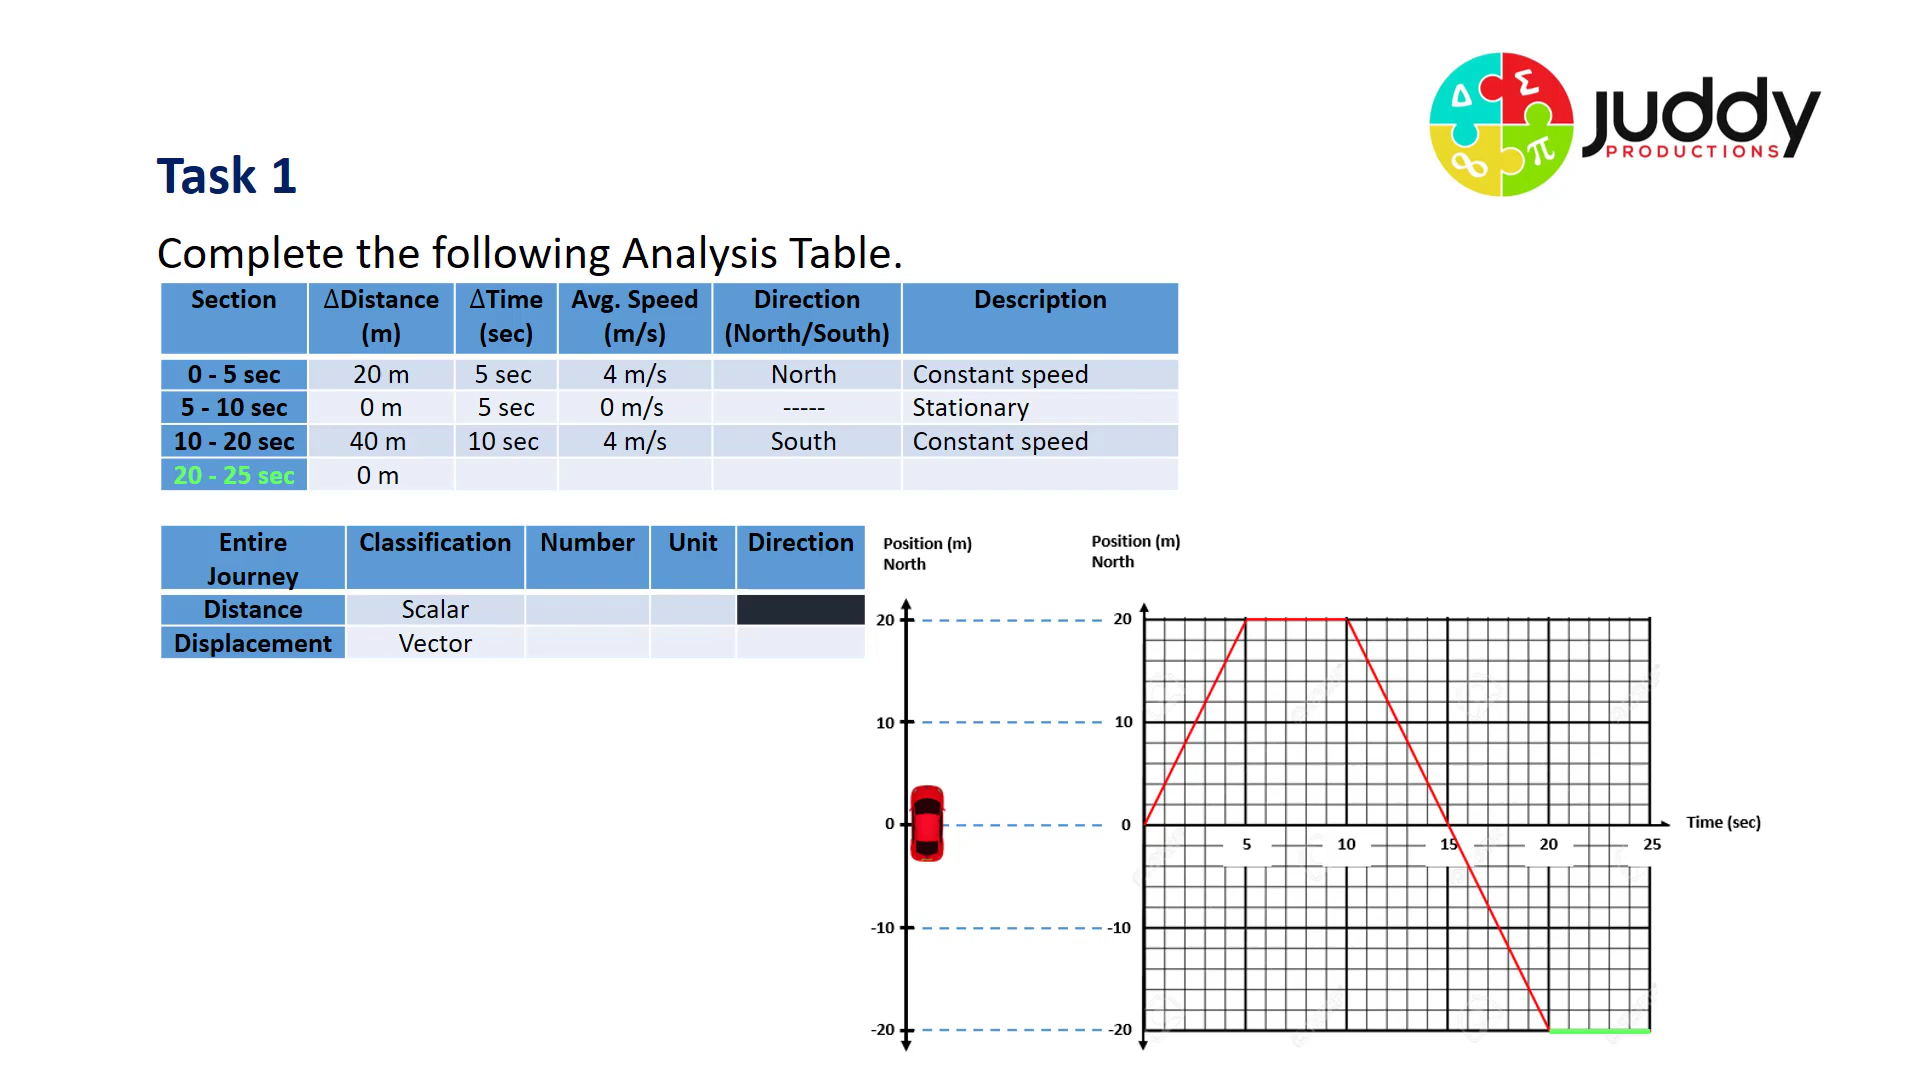 Δ Σ
∞ π
juddy
PRODUCTIONS
Task 1
Complete the following Analysis Table.
Section ΔDistance (m) ΔTime (sec) Avg. Speed (m/s) Direction (North/South) Description
0 - 5 sec 20 m 5 sec 4 m/s North Constant speed
5 - 10 sec 0 m 5 sec 0 m/s ----- Stationary
10 - 20 sec 40 m 10 sec 4 m/s South Constant speed
20 - 25 sec 0 m
Entire Journey Classification Number Unit Direction
Distance Scalar
Displacement Vector
Position (m)
North
20
10
0
-10
-20
Position (m)
North
20
10
0
-10
-20
5 10 15 20 25
Time (sec)